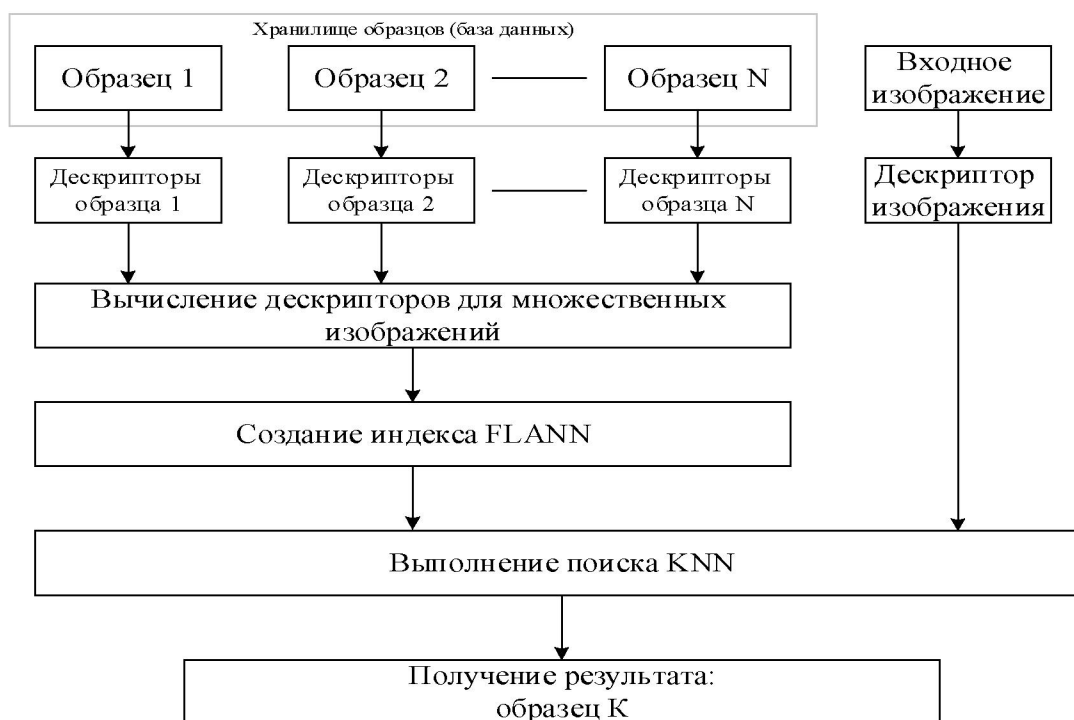 Хранилище образцов (база данных)
Образец 1
Образец 2
Образец N
Входное
изображение
Дескрипторы
образца 1
Дескрипторы
образца 2
Дескрипторы
образца N
Дескриптор
изображения
Вычисление дескрипторов для множественных
изображений
Создание индекса FLANN
Выполнение поиска KNN
Получение результата:
образец К